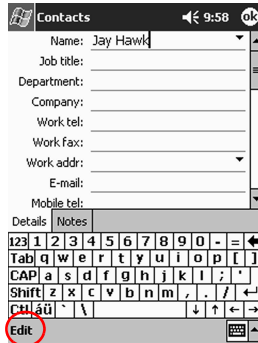 Contacts 9:58 ok
Name: Jay Hawk
Job title:
Department:
Company:
Work tel:
Work fax:
Work addr:
E-mail:
Mobile tel:
Details Notes
123 1 2 3 4 5 6 7 8 9 0 - =
Tab q w e r t y u i o p [ ]
CAP a s d f g h j k l ; '
Shift z x c v b n m , . /
Ctl áü ` \ ↓ ↑ ← →
Edit